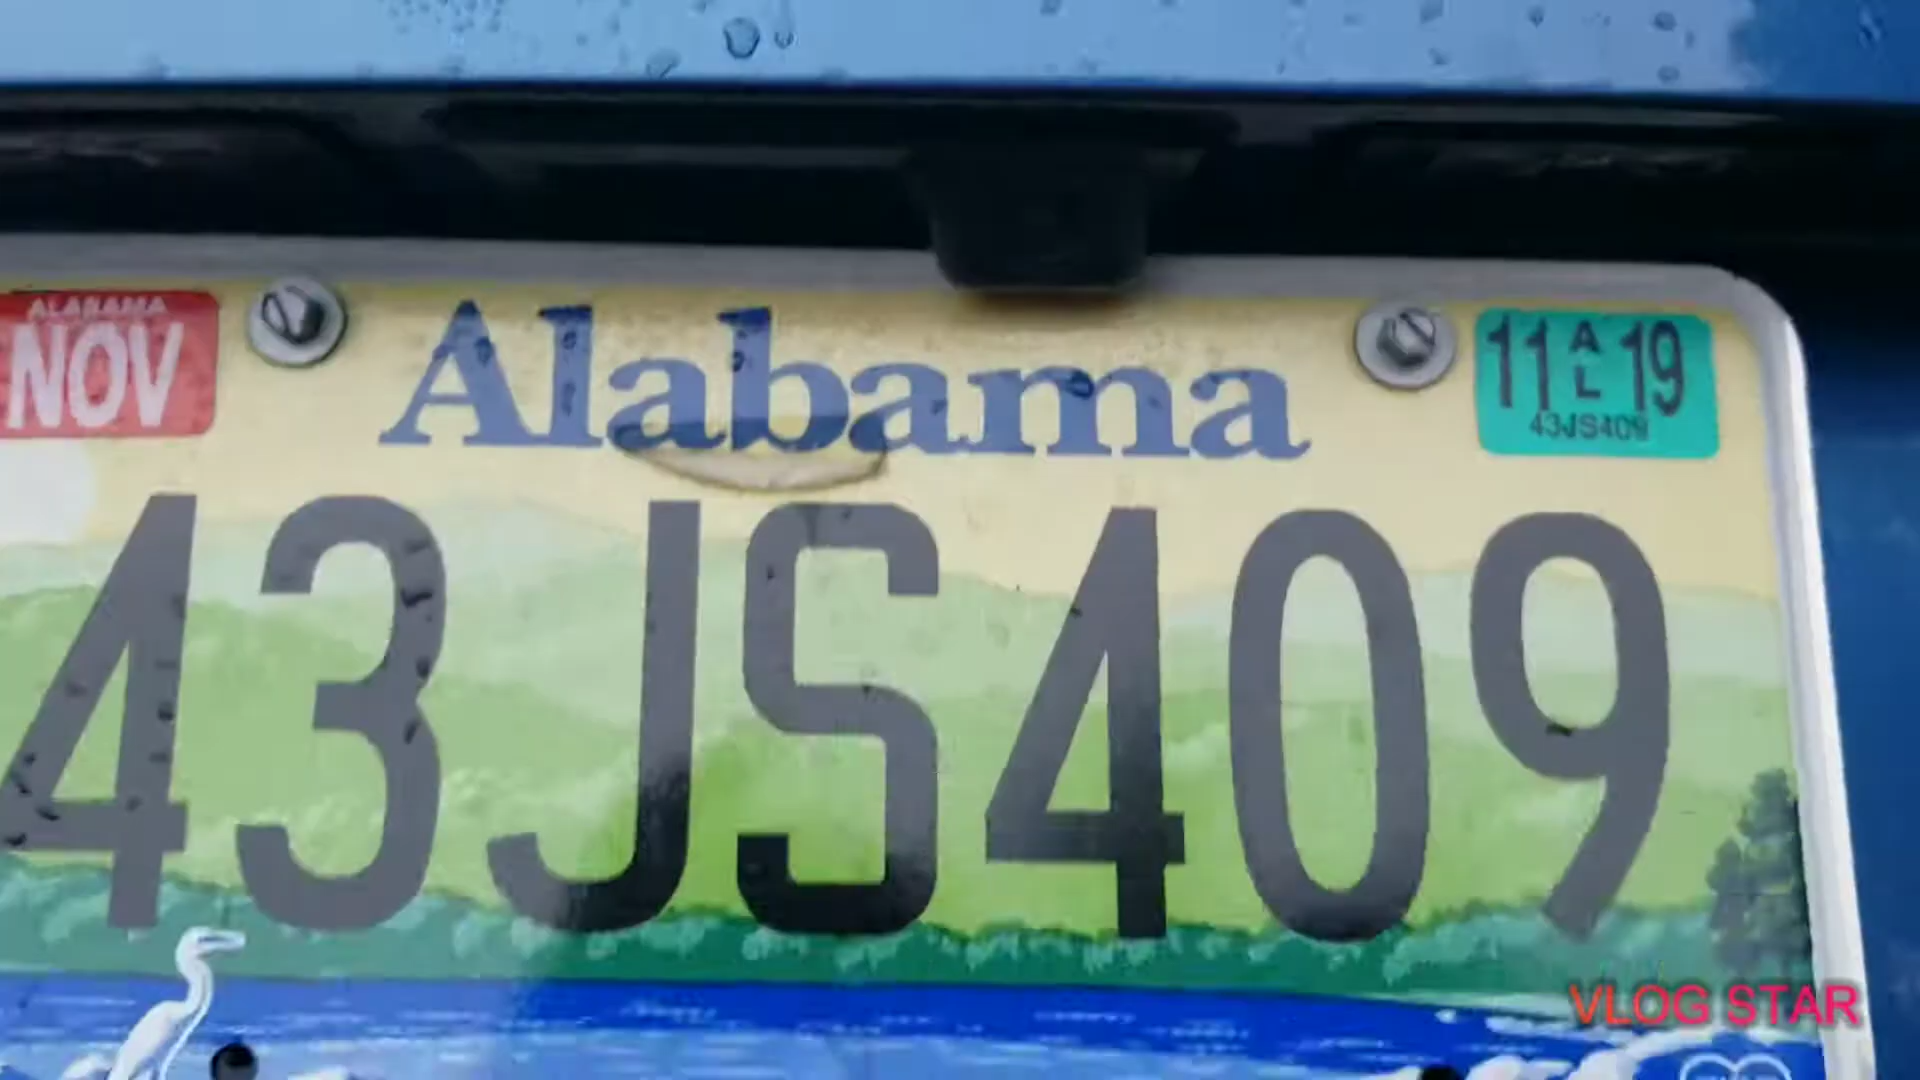 ALABAMA
NOV
Alabama
11 AL 19
43JS409
43JS409
VLOG STAR